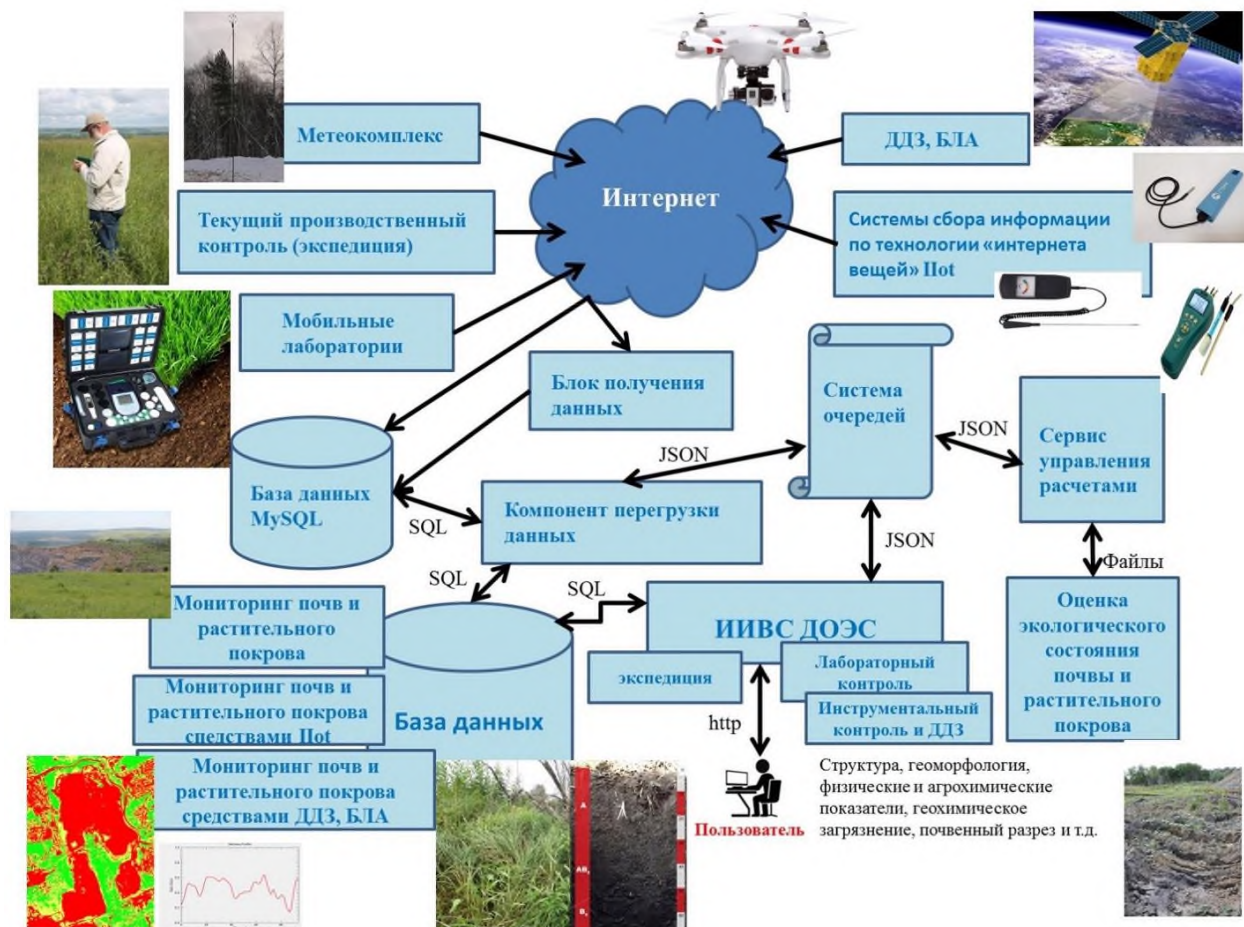 Метеокомплекс
Интернет
ДДЗ, БЛА
Текущий производственный
контроль (экспедиция)
Системы сбора информации
по технологии «интернета
вещей» IIot
Мобильные
лаборатории
Блок получения
данных
Система
очередей
JSON
JSON
Сервис
управления
расчетами
База данных
MySQL
SQL
Компонент перегрузки
данных
JSON
Файлы
SQL
SQL
Мониторинг почв и
растительного
покрова
ИИВС ДОЭС
Оценка
экологического
состояния
почвы и
растительного
покрова
экспедиция
Лабораторный
контроль
Мониторинг почв и
растительного покрова
спедствами IIot
База данных
http
Инструментальный
контроль и ДДЗ
Мониторинг почв и
растительного покрова
средствами ДДЗ, БЛА
Пользователь
Структура, геоморфология,
физические и агрохимические
показатели, геохимическое
загрязнение, почвенный разрез и т.д.
A